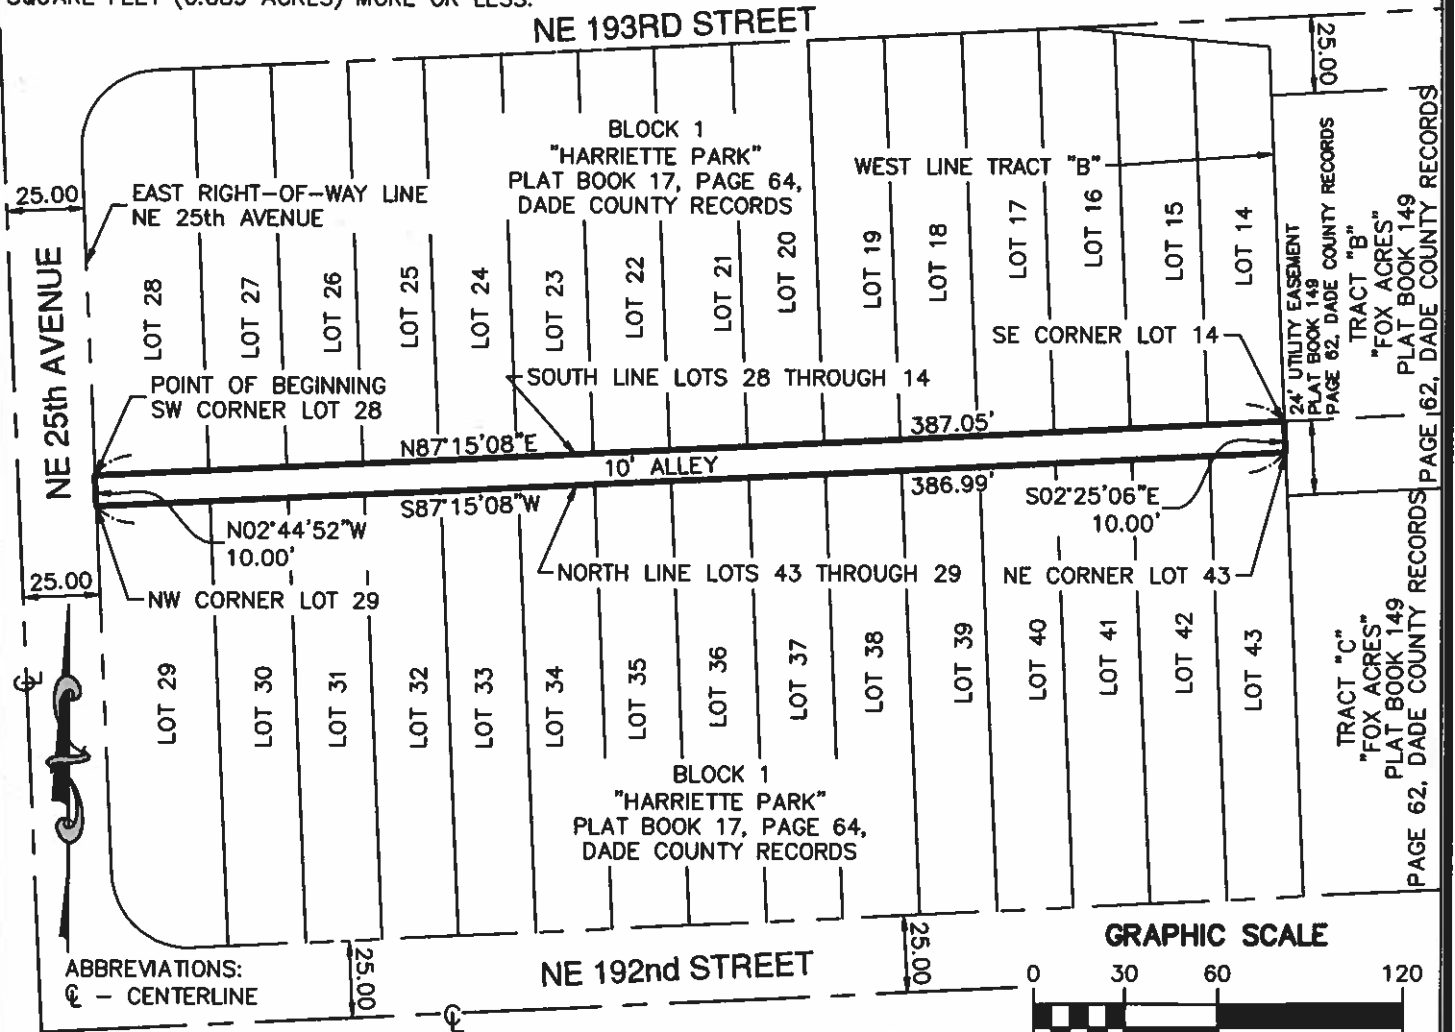 SQUARE FEET (0.089 ACRES) MORE OR LESS.
NE 193RD STREET
25.00
BLOCK 1
"HARRIETTE PARK"
PLAT BOOK 17, PAGE 64,
DADE COUNTY RECORDS
WEST LINE TRACT "B"
25.00
EAST RIGHT-OF-WAY LINE
NE 25th AVENUE
NE 25th AVENUE
LOT 28
LOT 27
LOT 26
LOT 25
LOT 24
LOT 23
LOT 22
LOT 21
LOT 20
LOT 19
LOT 18
LOT 17
LOT 16
LOT 15
LOT 14
24' UTILITY EASEMENT
PLAT BOOK 149
PAGE 62, DADE COUNTY RECORDS
TRACT "B"
"FOX ACRES"
PLAT BOOK 149
PAGE 62, DADE COUNTY RECORDS
SE CORNER LOT 14
POINT OF BEGINNING
SW CORNER LOT 28
SOUTH LINE LOTS 28 THROUGH 14
N87°15'08"E
387.05'
10' ALLEY
S87°15'08"W
386.99'
S02°25'06"E
10.00'
N02°44'52"W
10.00'
25.00
NORTH LINE LOTS 43 THROUGH 29
NE CORNER LOT 43
NW CORNER LOT 29
LOT 29
LOT 30
LOT 31
LOT 32
LOT 33
LOT 34
LOT 35
LOT 36
LOT 37
LOT 38
LOT 39
LOT 40
LOT 41
LOT 42
LOT 43
TRACT "C"
"FOX ACRES"
PLAT BOOK 149
PAGE 62, DADE COUNTY RECORDS
℄
BLOCK 1
"HARRIETTE PARK"
PLAT BOOK 17, PAGE 64,
DADE COUNTY RECORDS
ABBREVIATIONS:
℄ - CENTERLINE
25.00
NE 192nd STREET
25.00
℄
GRAPHIC SCALE
0 30 60 120